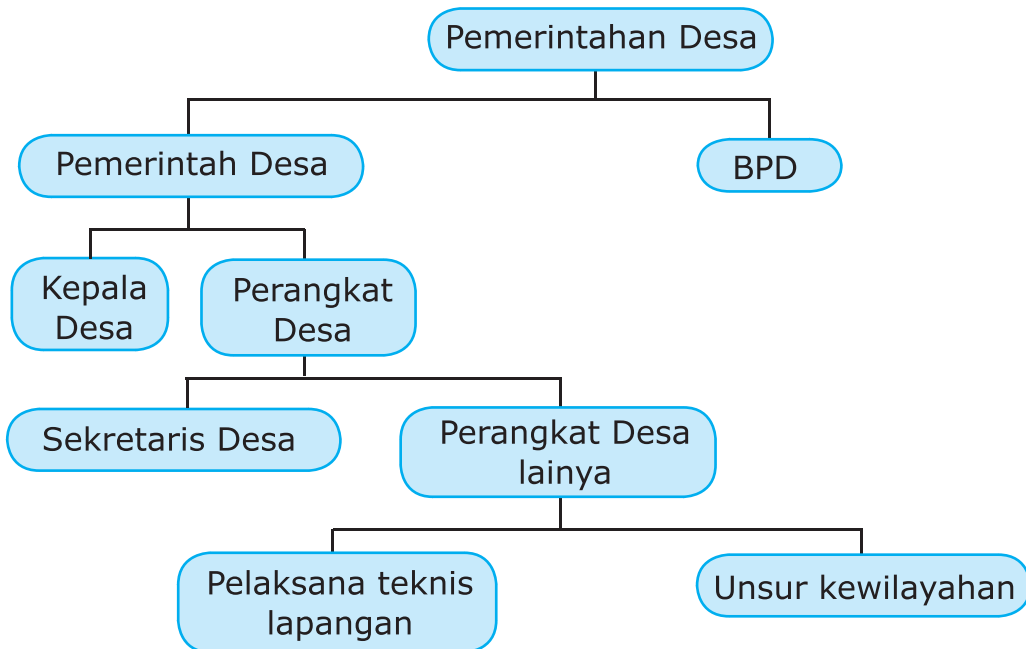 Pemerintahan Desa
Pemerintah Desa
BPD
Kepala
Desa
Perangkat
Desa
Sekretaris Desa
Perangkat Desa
lainya
Pelaksana teknis
lapangan
Unsur kewilayahan